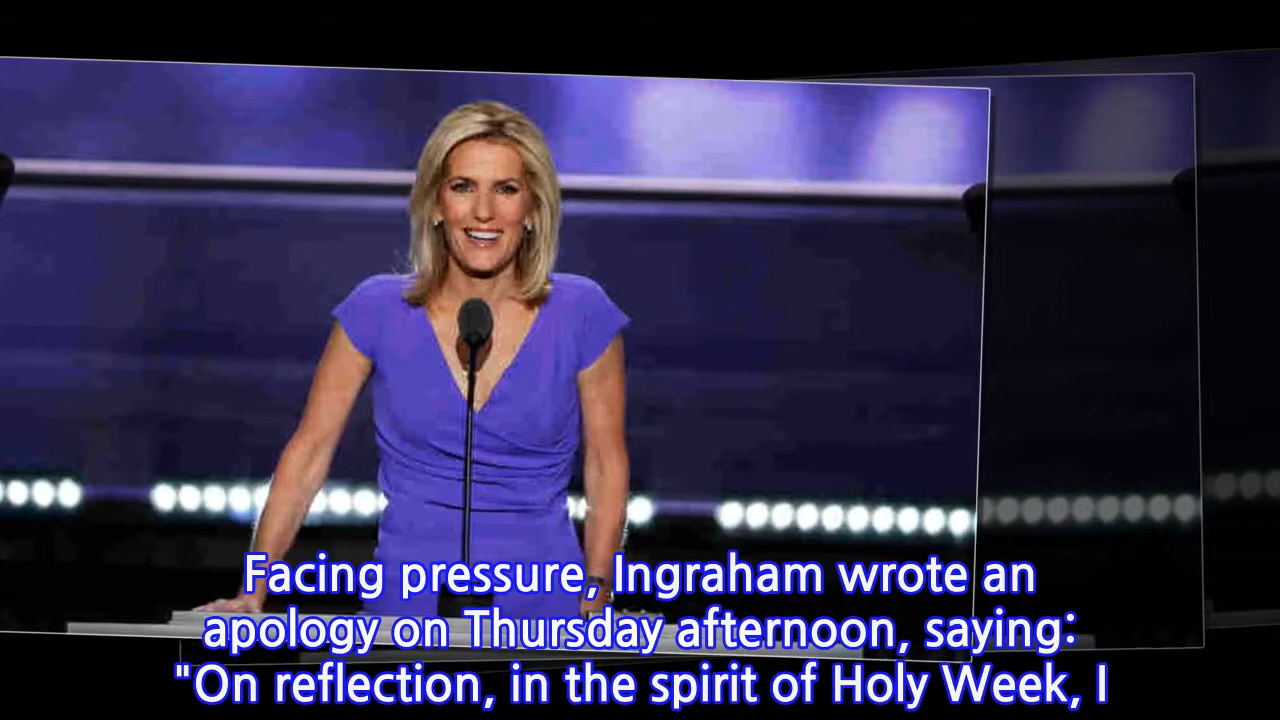 Facing pressure, Ingraham wrote an
apology on Thursday afternoon, saying:
"On reflection, in the spirit of Holy Week, I